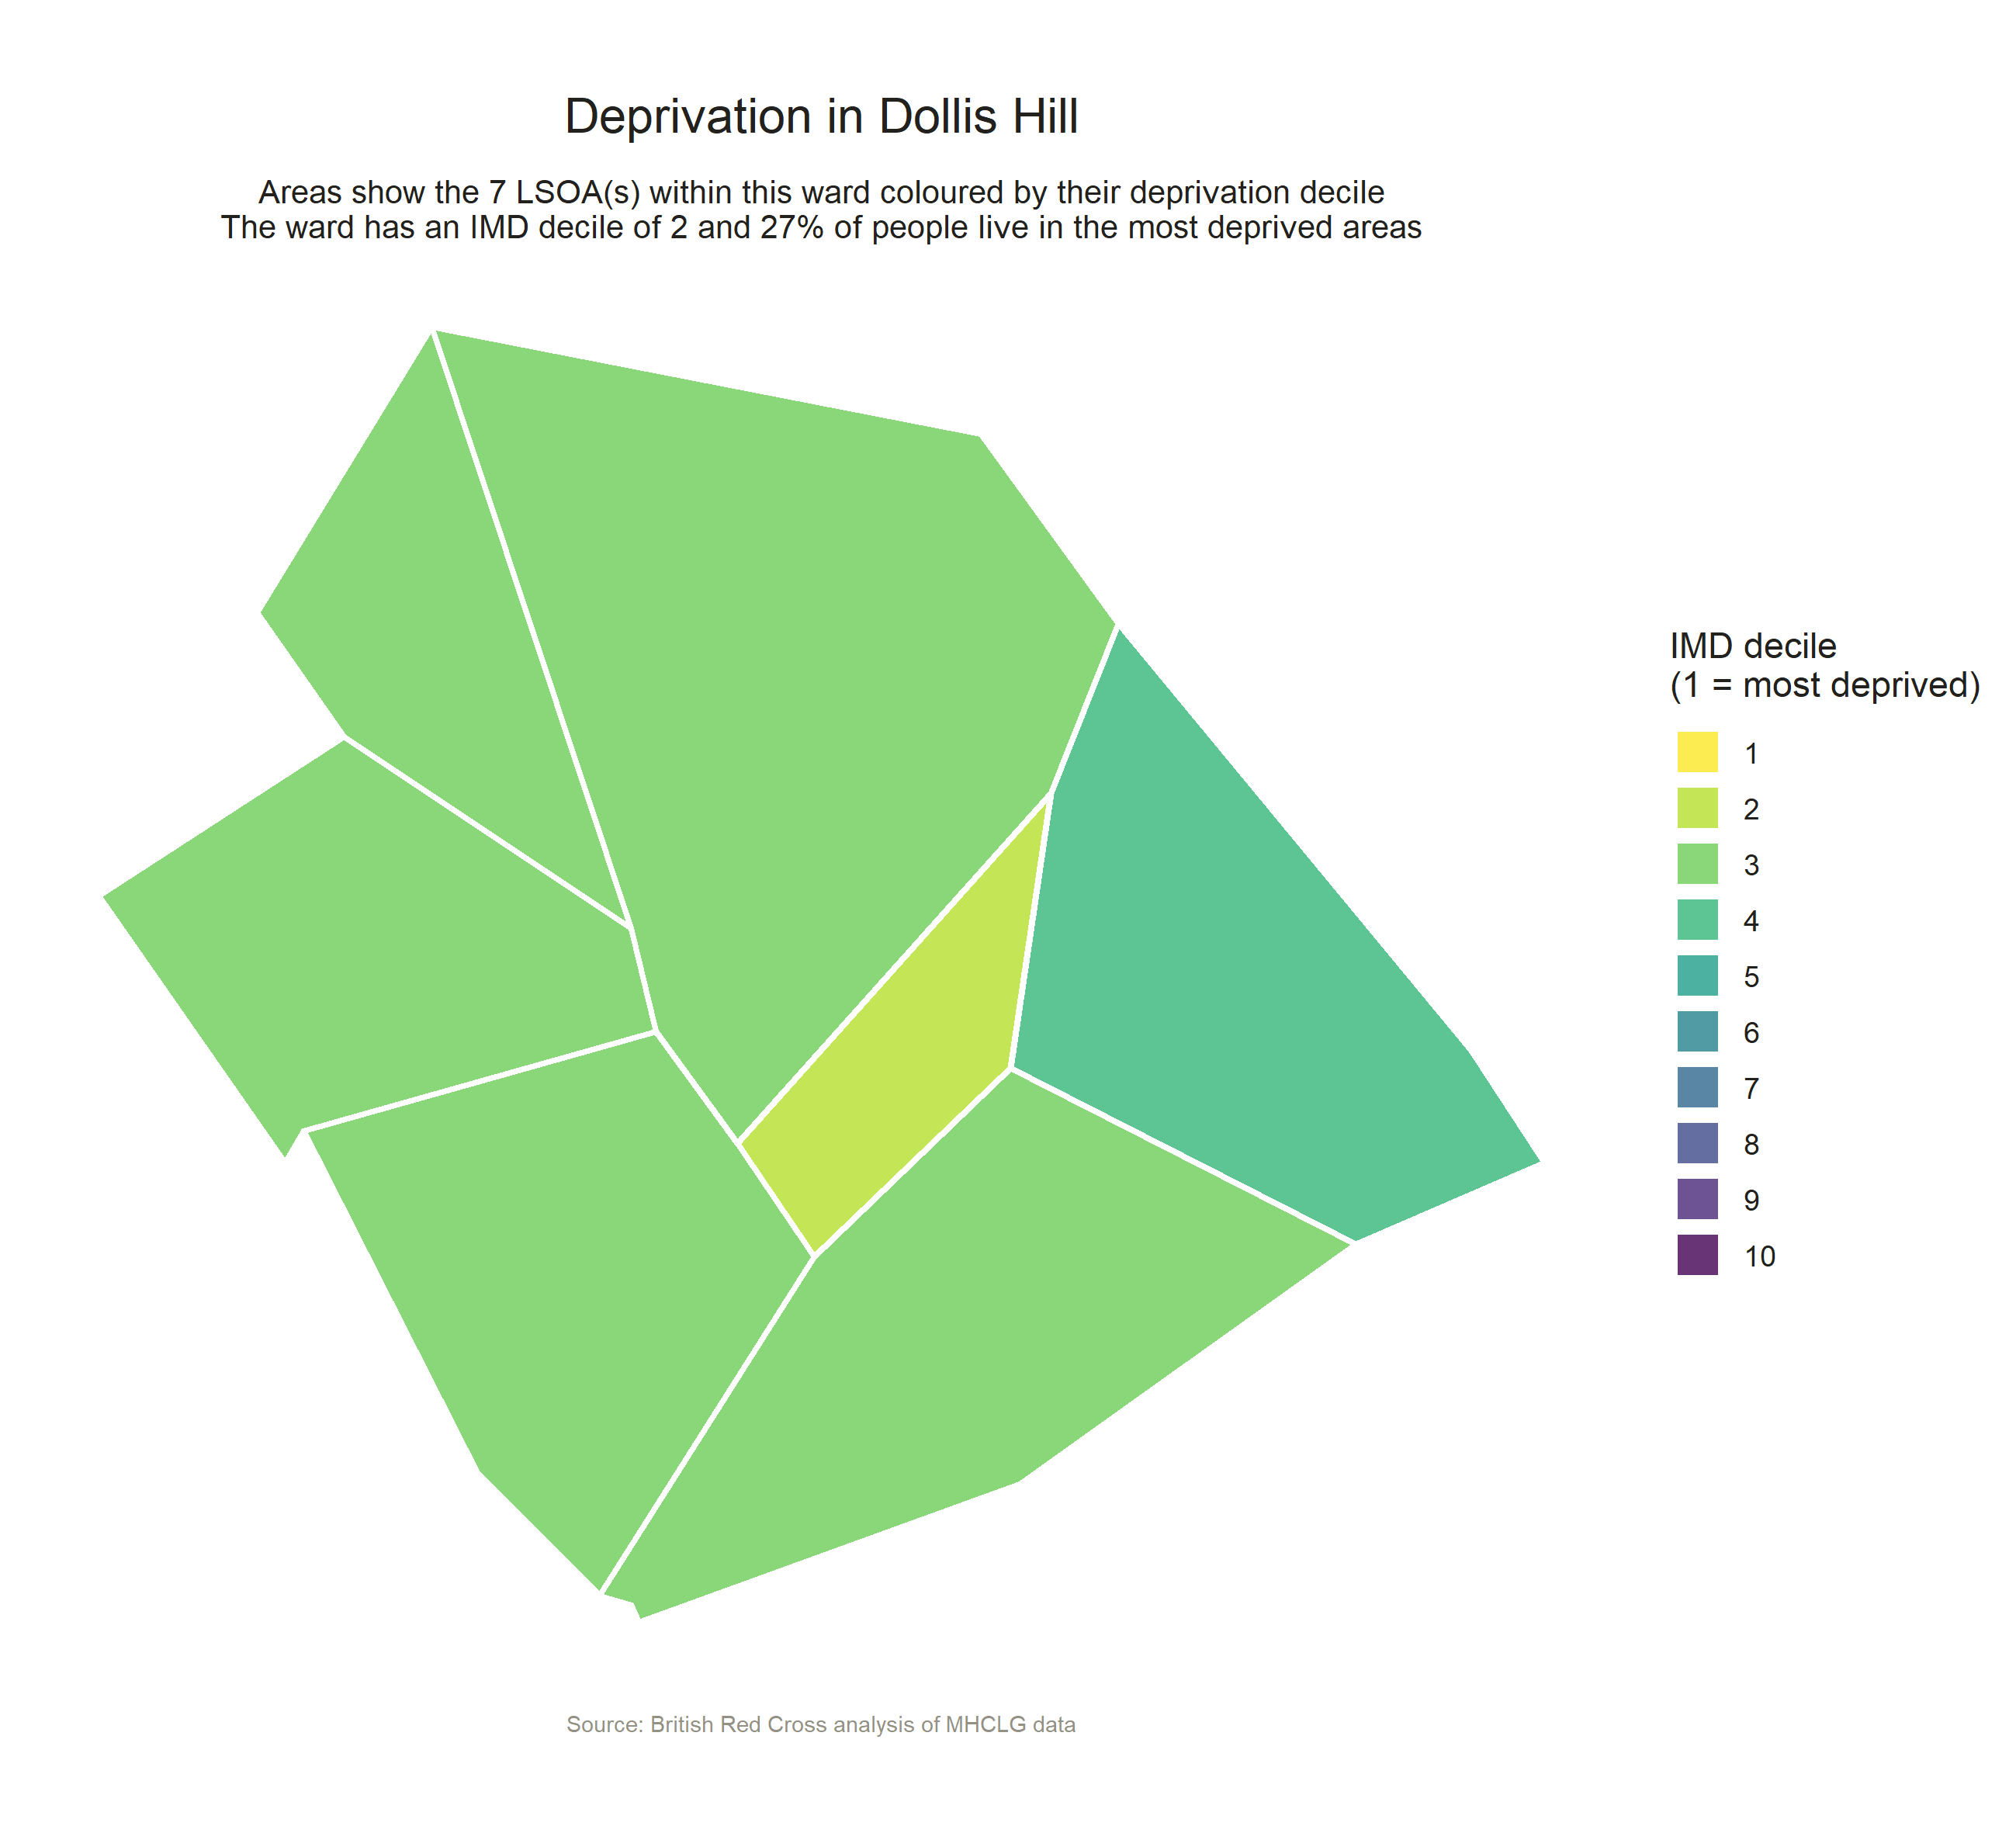 Deprivation in Dollis Hill
Areas show the 7 LSOA(s) within this ward coloured by their deprivation decile
The ward has an IMD decile of 2 and 27% of people live in the most deprived areas
IMD decile
(1 = most deprived)
1
2
3
4
5
6
7
8
9
10
Source: British Red Cross analysis of MHCLG data